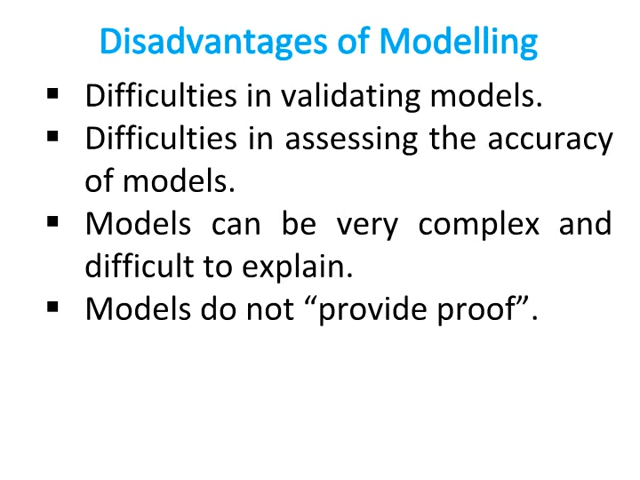 Disadvantages of Modelling
▪ Difficulties in validating models.
▪ Difficulties in assessing the accuracy
of models.
▪ Models can be very complex and
difficult to explain.
▪ Models do not “provide proof”.